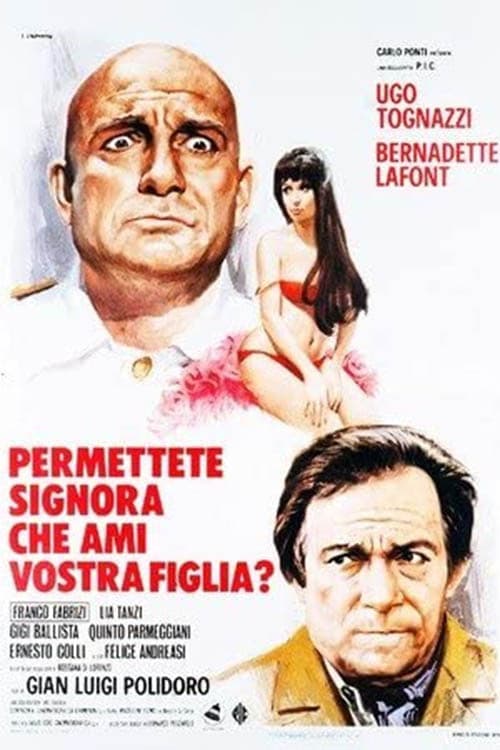 CARLO PONTI
P.I.C.
UGO
TOGNAZZI
BERNADETTE
LAFONT
PERMETTETE
SIGNORA
CHE AMI
VOSTRA FIGLIA?
FRANCO FABRIZI LIA TANZI
GIGI BALLISTA QUINTO PARMEGGIANI
ERNESTO COLLI FELICE ANDREASI
GIAN LUIGI POLIDORO